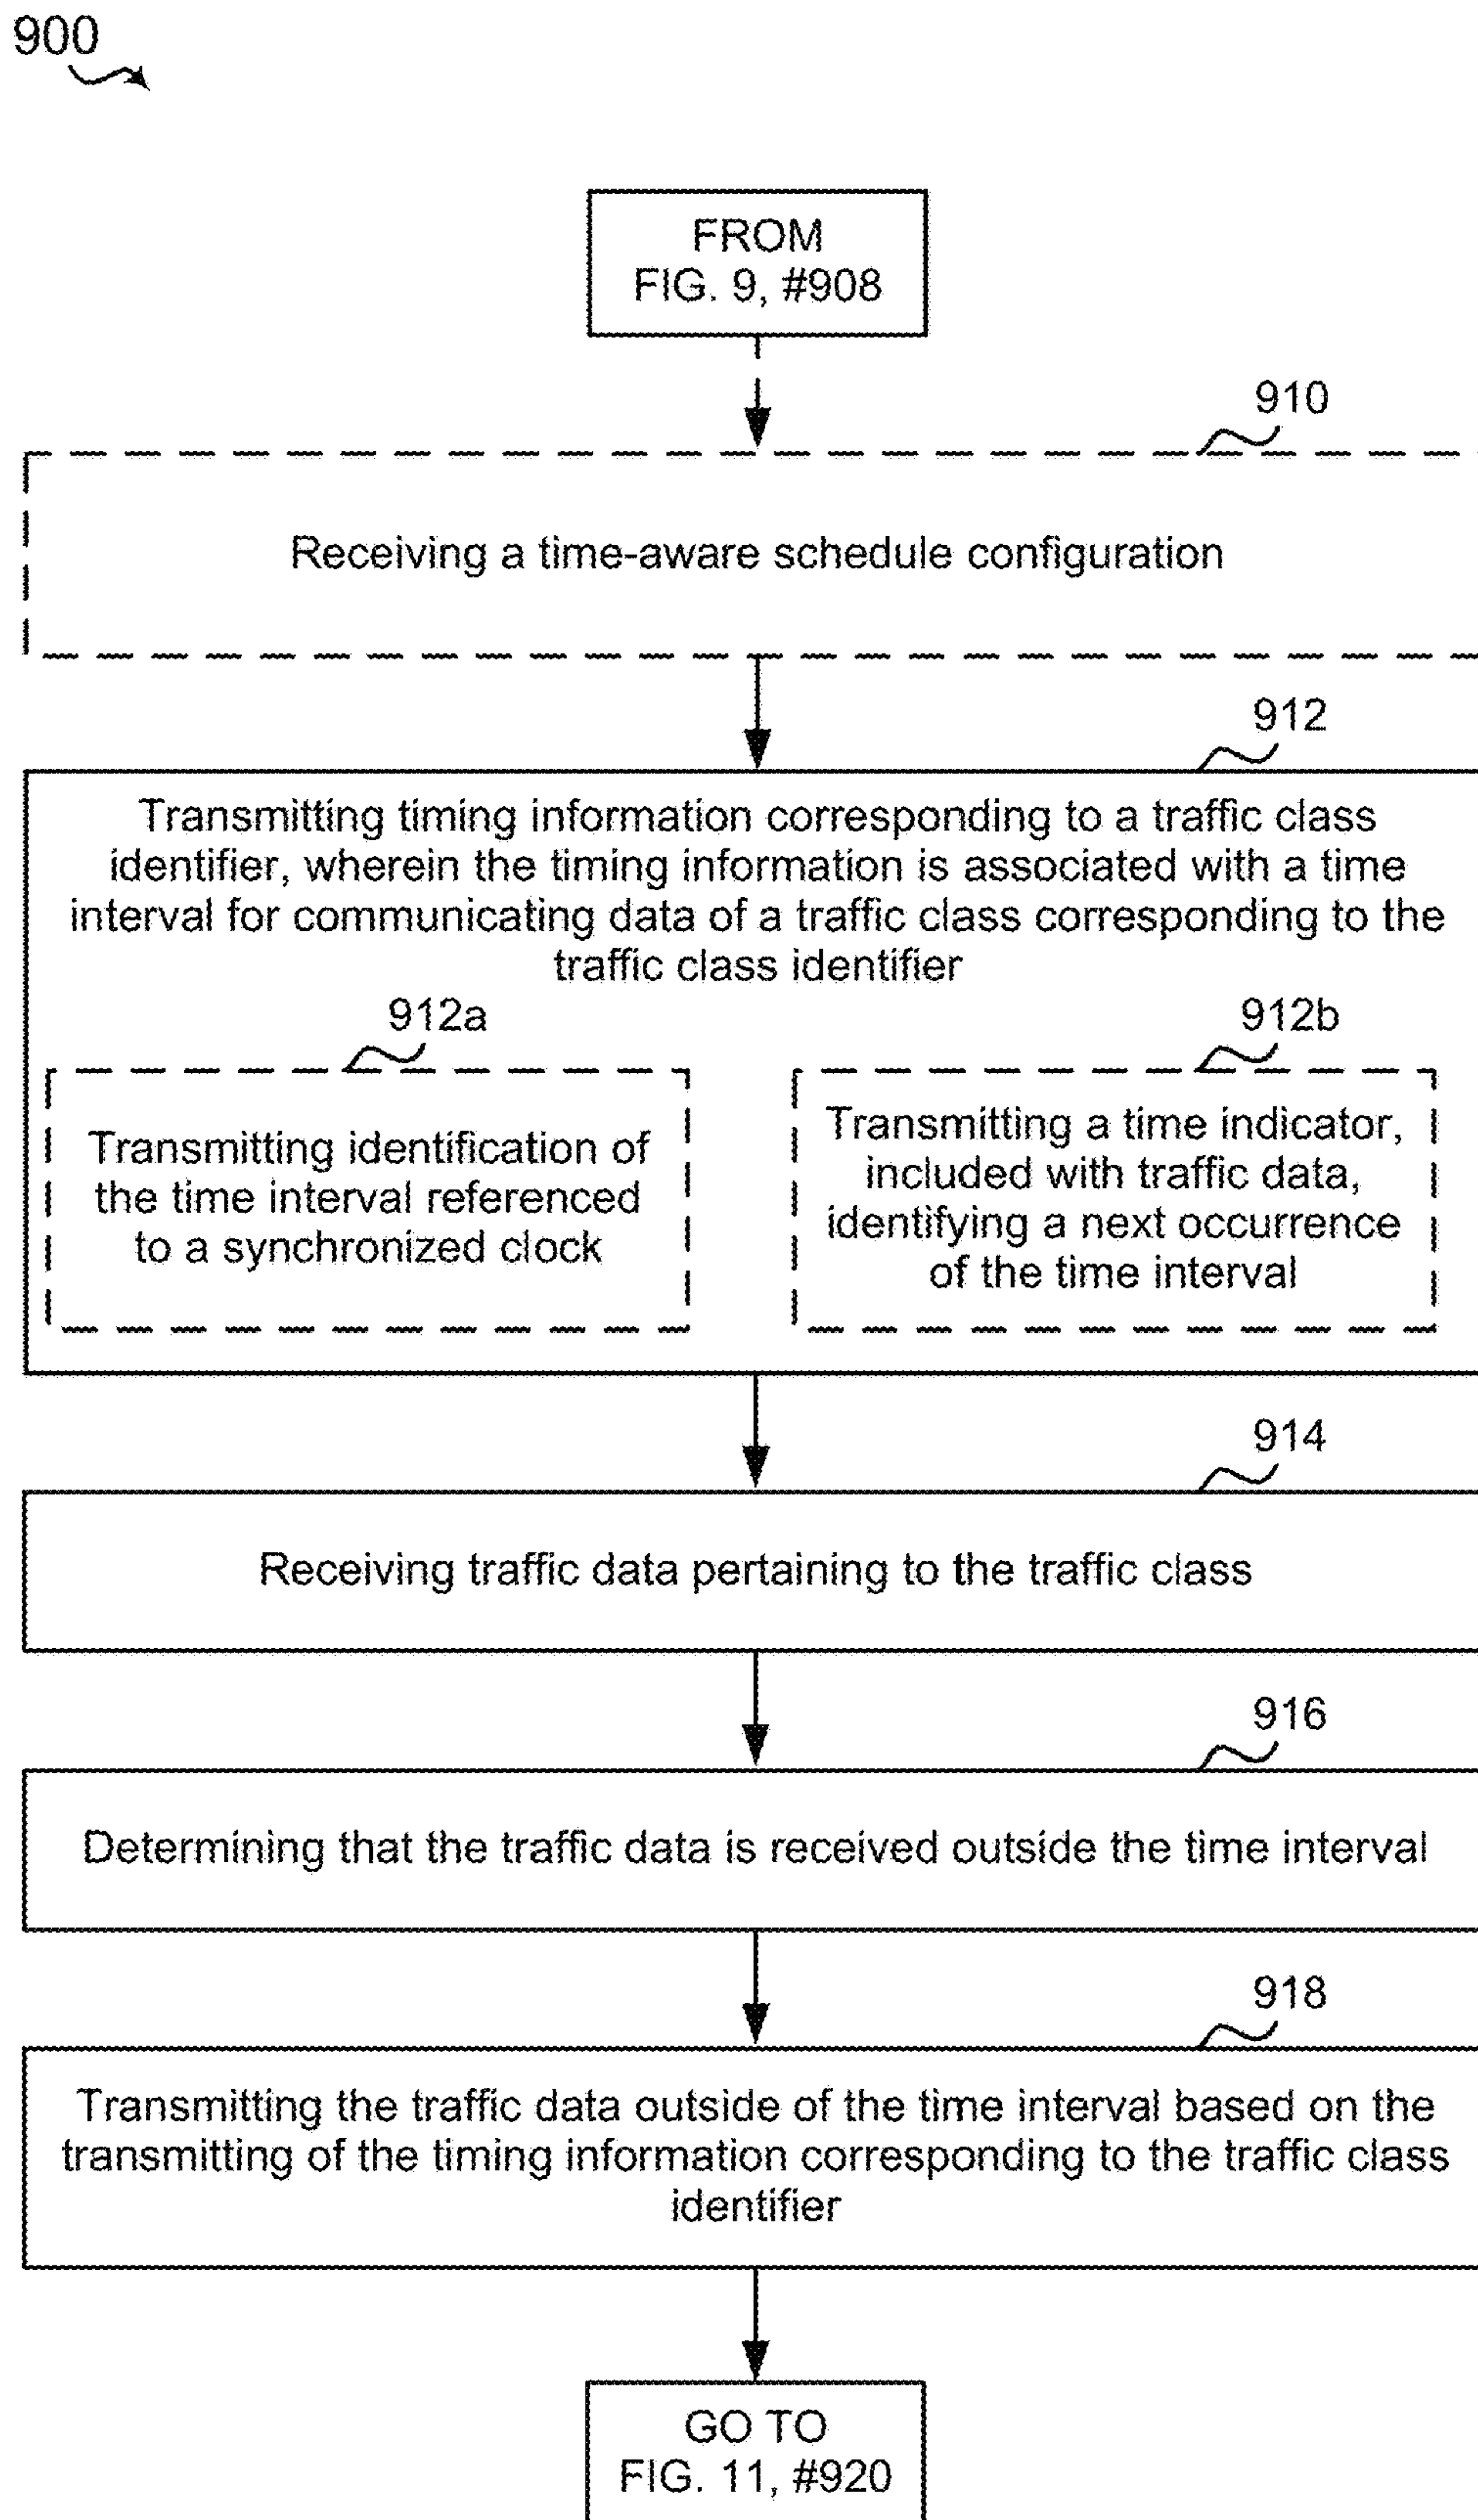 900
FROM
FIG. 9, #908
910
Receiving a time-aware schedule configuration
912
Transmitting timing information corresponding to a traffic class
identifier, wherein the timing information is associated with a time
interval for communicating data of a traffic class corresponding to the
traffic class identifier
912a
Transmitting identification of
the time interval referenced
to a synchronized clock
912b
Transmitting a time indicator,
included with traffic data,
identifying a next occurrence
of the time interval
914
Receiving traffic data pertaining to the traffic class
916
Determining that the traffic data is received outside the time interval
918
Transmitting the traffic data outside of the time interval based on the
transmitting of the timing information corresponding to the traffic class
identifier
GO TO
FIG. 11, #920